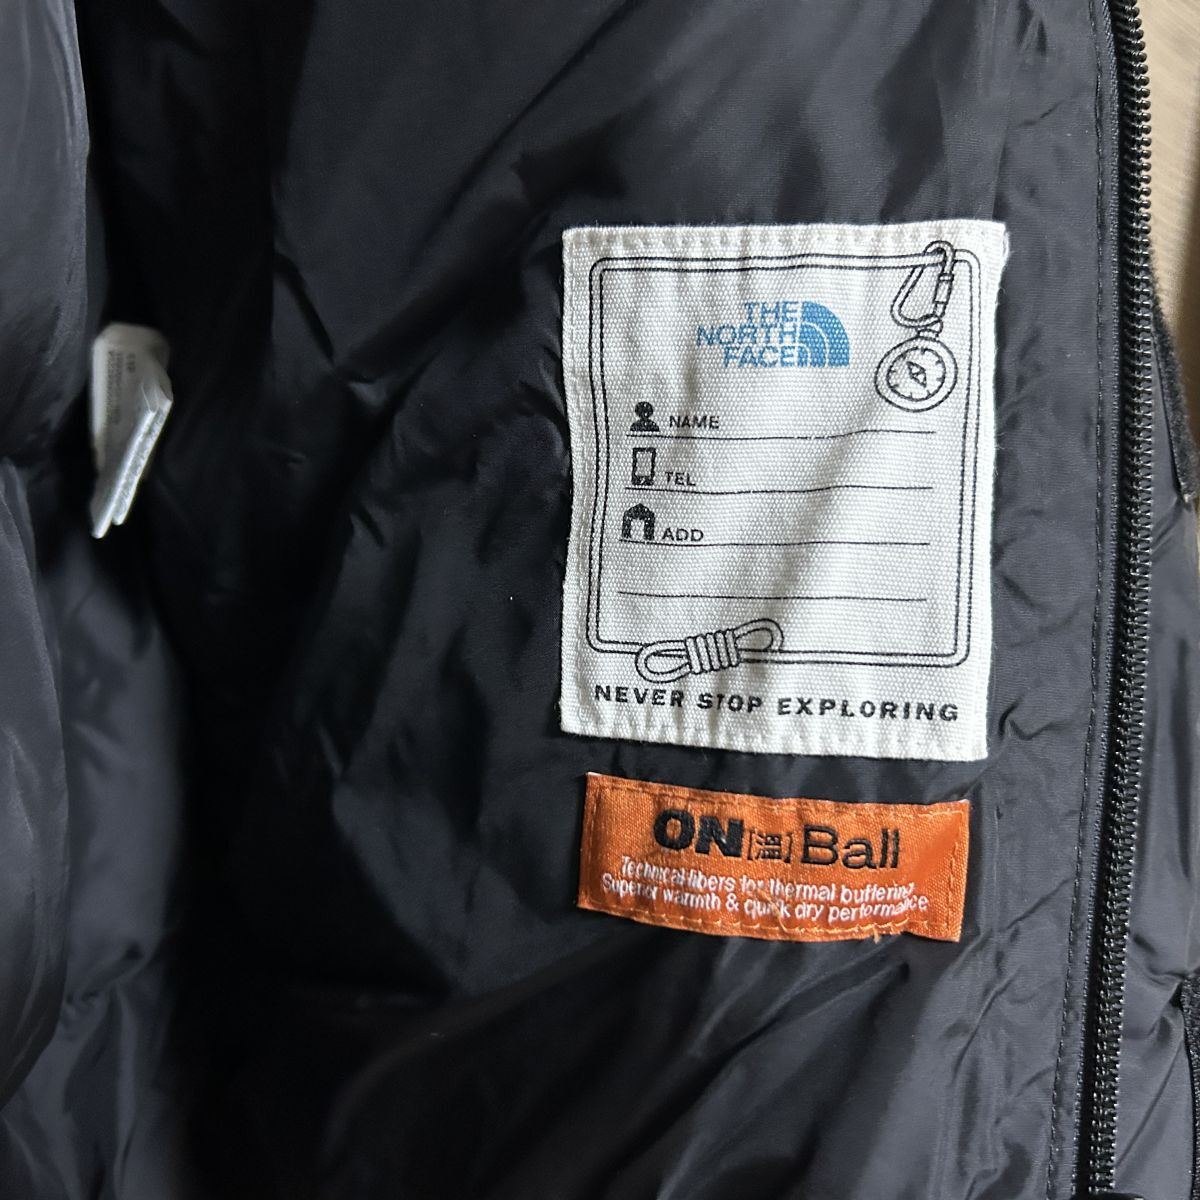 THE
NORTH
FACE
NAME
TEL
ADD
NEVER STOP EXPLORING
ON[溫]Ball
Technical fibers for thermal buffering
Superior warmth & quick dry performance